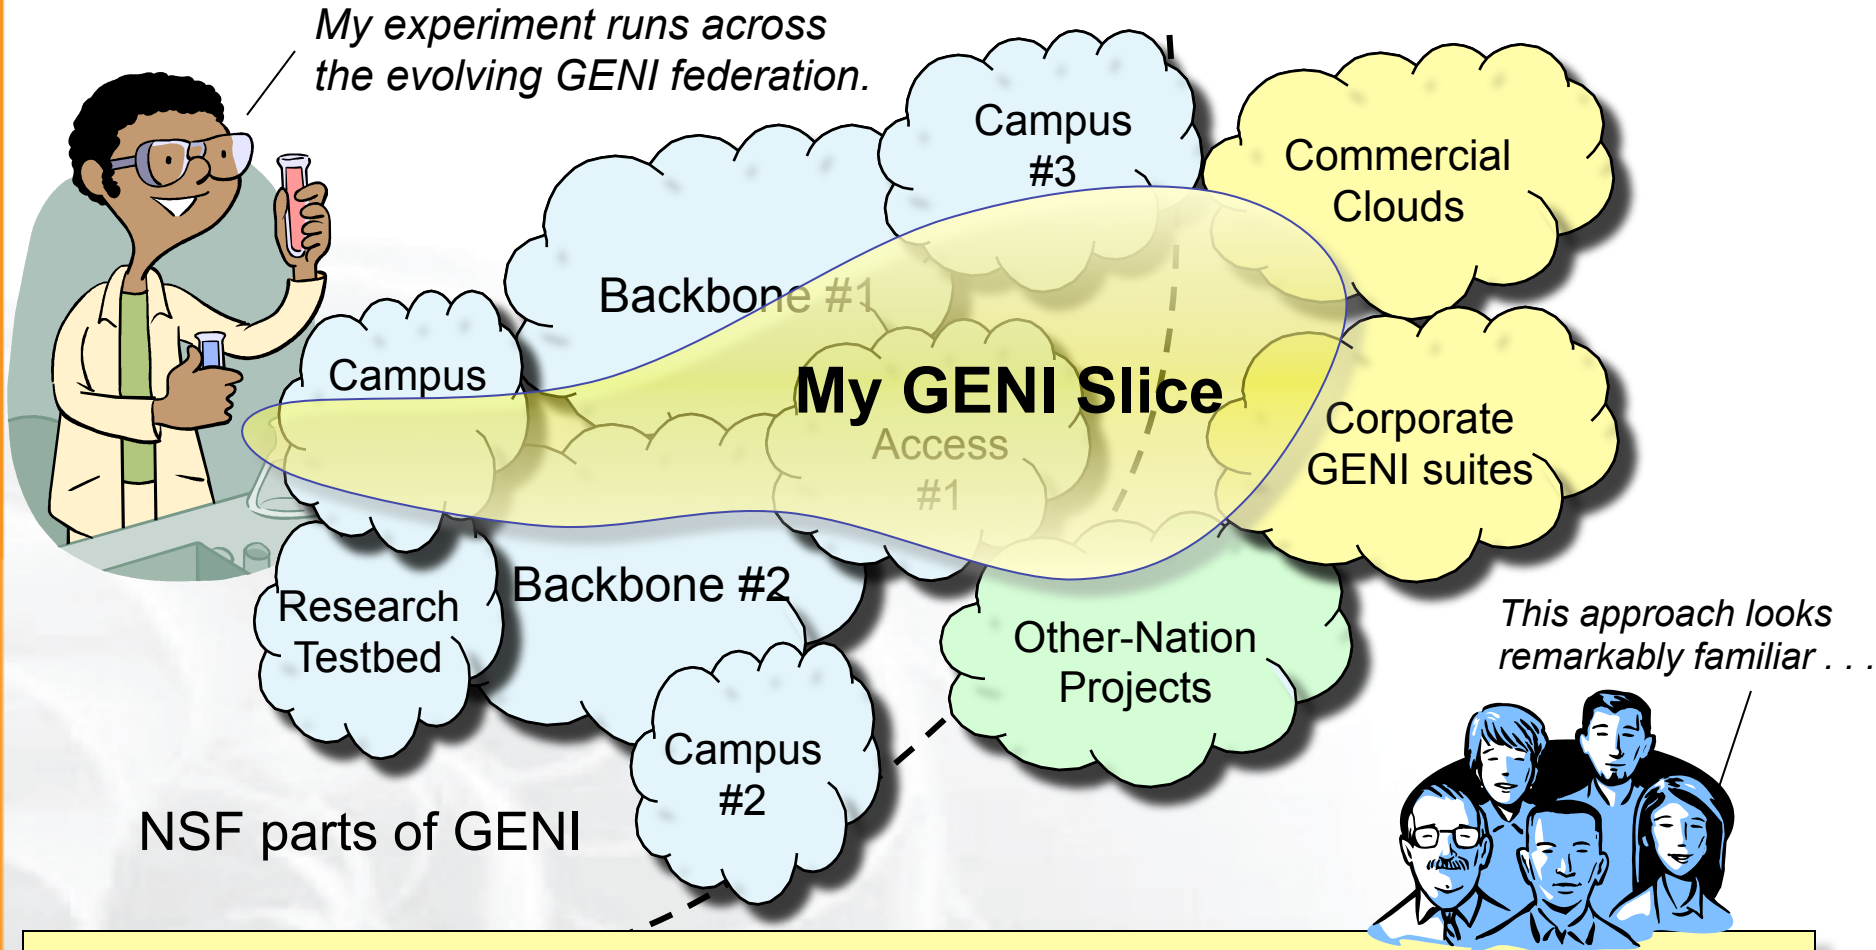 My experiment runs across
the evolving GENI federation.
Campus
#3
Commercial
Clouds
Backbone #1
Campus
My GENI Slice
Access
#1
Corporate
GENI suites
Research
Testbed
Backbone #2
Other-Nation
Projects
This approach looks
remarkably familiar . . .
Campus
#2
NSF parts of GENI